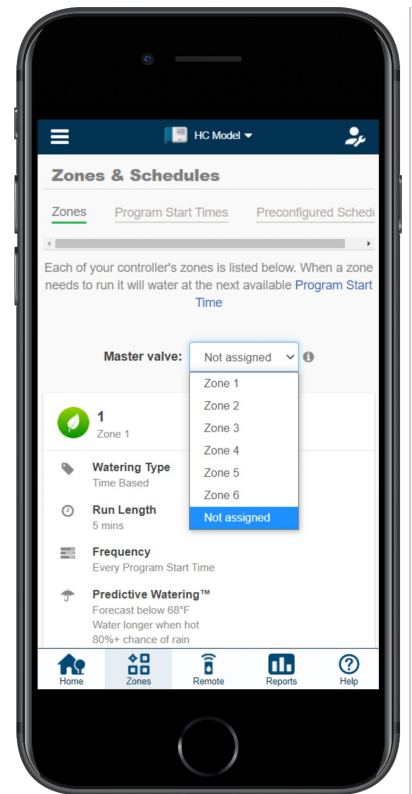 HC Model
Zones & Schedules
Zones Program Start Times Preconfigured Schedu
Each of your controller's zones is listed below. When a zone
needs to run it will water at the next available Program Start
Time
Master valve: Not assigned
Zone 1
Zone 2
Zone 3
Zone 4
Zone 5
Zone 6
Not assigned
1
Zone 1
Watering Type
Time Based
Run Length
5 mins
Frequency
Every Program Start Time
Predictive Watering™
Forecast below 68°F
Water longer when hot
80%+ chance of rain
Home Zones Remote Reports Help